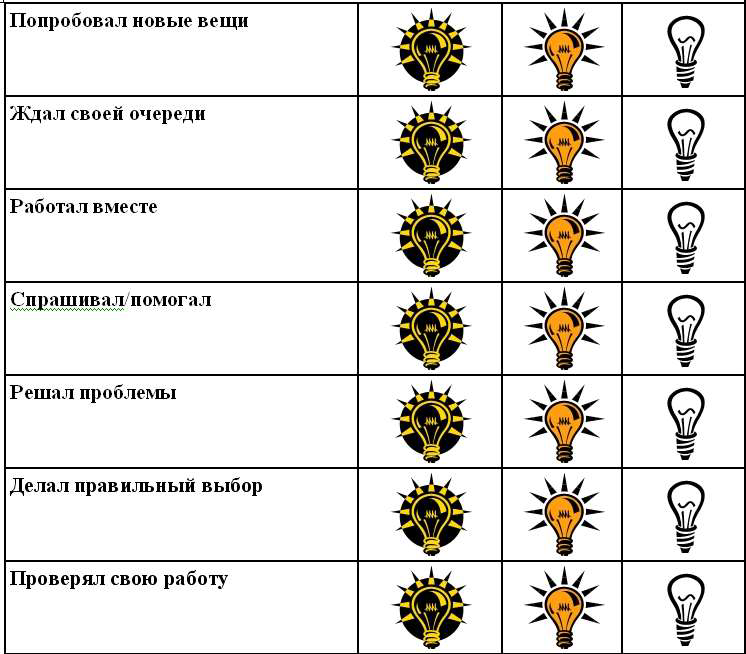 Попробовал новые вещи
Ждал своей очереди
Работал вместе
Спрашивал/помогал
Решал проблемы
Делал правильный выбор
Проверял свою работу